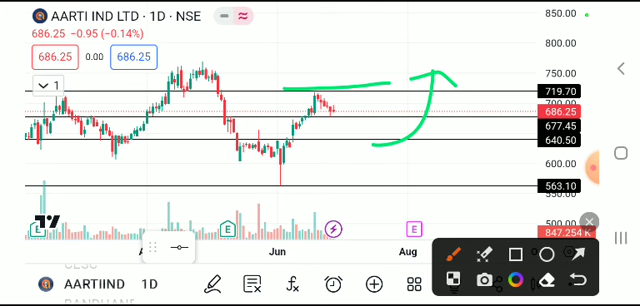 AARTI IND LTD · 1D · NSE
686.25 −0.95 (−0.14%)
686.25 0.00 686.25
1
850.00
800.00
750.00
719.70
700.00
686.25
677.45
640.50
600.00
563.10
500.00
847.254 K
E E E
Jun Aug
AARTIIND 1D